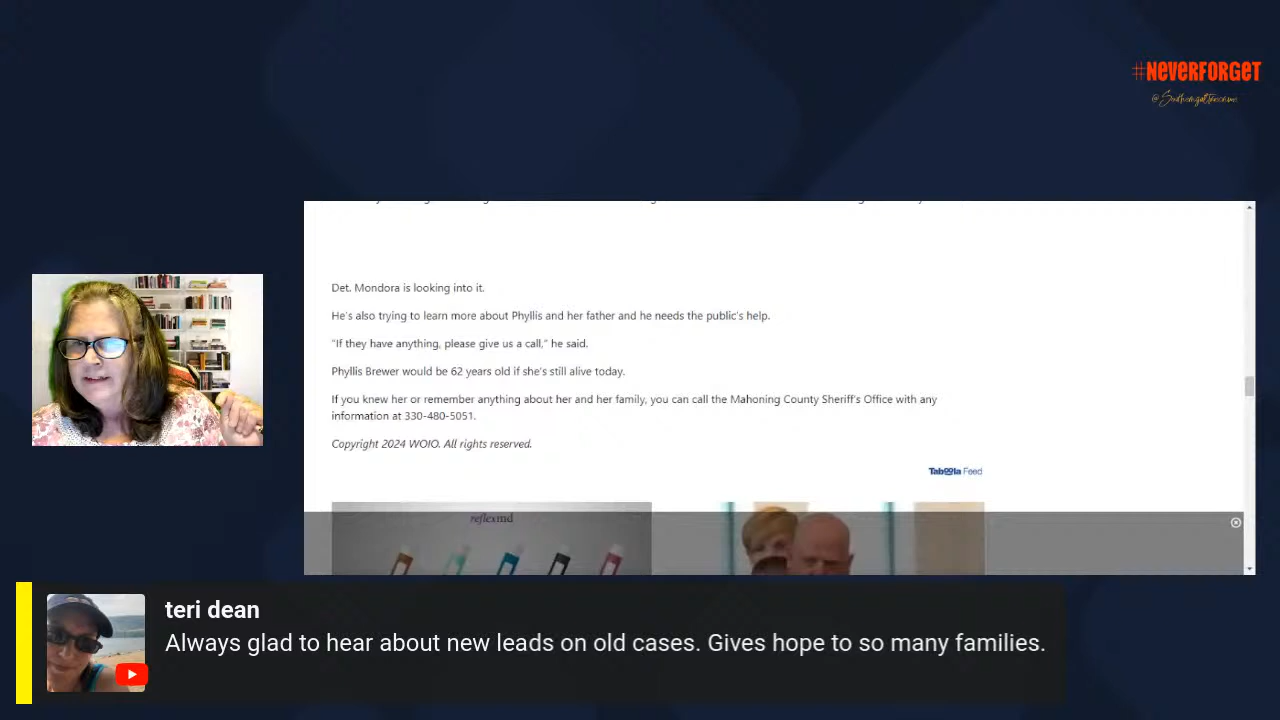 #NEVERFORGET
Det. Mondora is looking into it.
He's also trying to learn more about Phyllis and her father and he needs the public's help.
"If they have anything, please give us a call," he said.
Phyllis Brewer would be 62 years old if she's still alive today.
If you knew her or remember anything about her and her family, you can call the Mahoning County Sheriff's Office with any
information at 330-480-5051.
Copyright 2024 WOIO. All rights reserved.
Taboola Feed
reflexmd
teri dean
Always glad to hear about new leads on old cases. Gives hope to so many families.